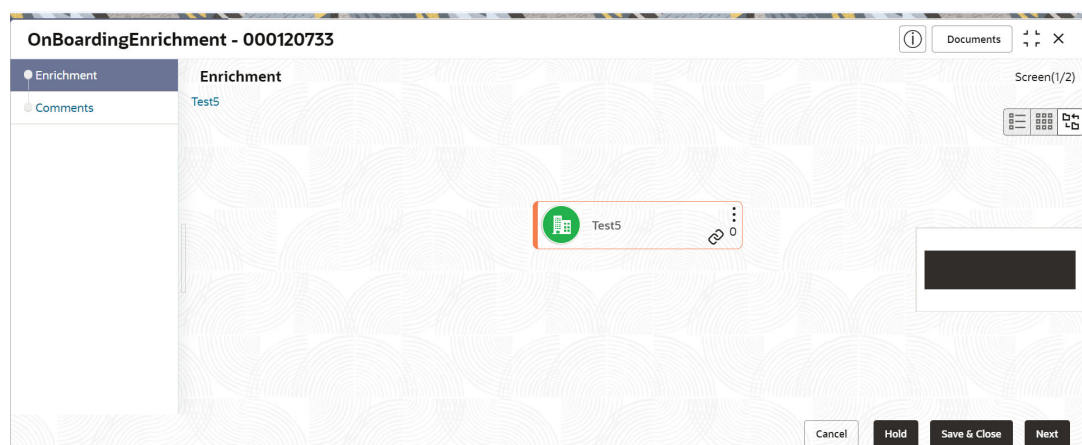 OnBoardingEnrichment - 000120733
Documents
Enrichment
Comments
Enrichment
Screen(1/2)
Test5
Test5
0
Cancel
Hold
Save & Close
Next